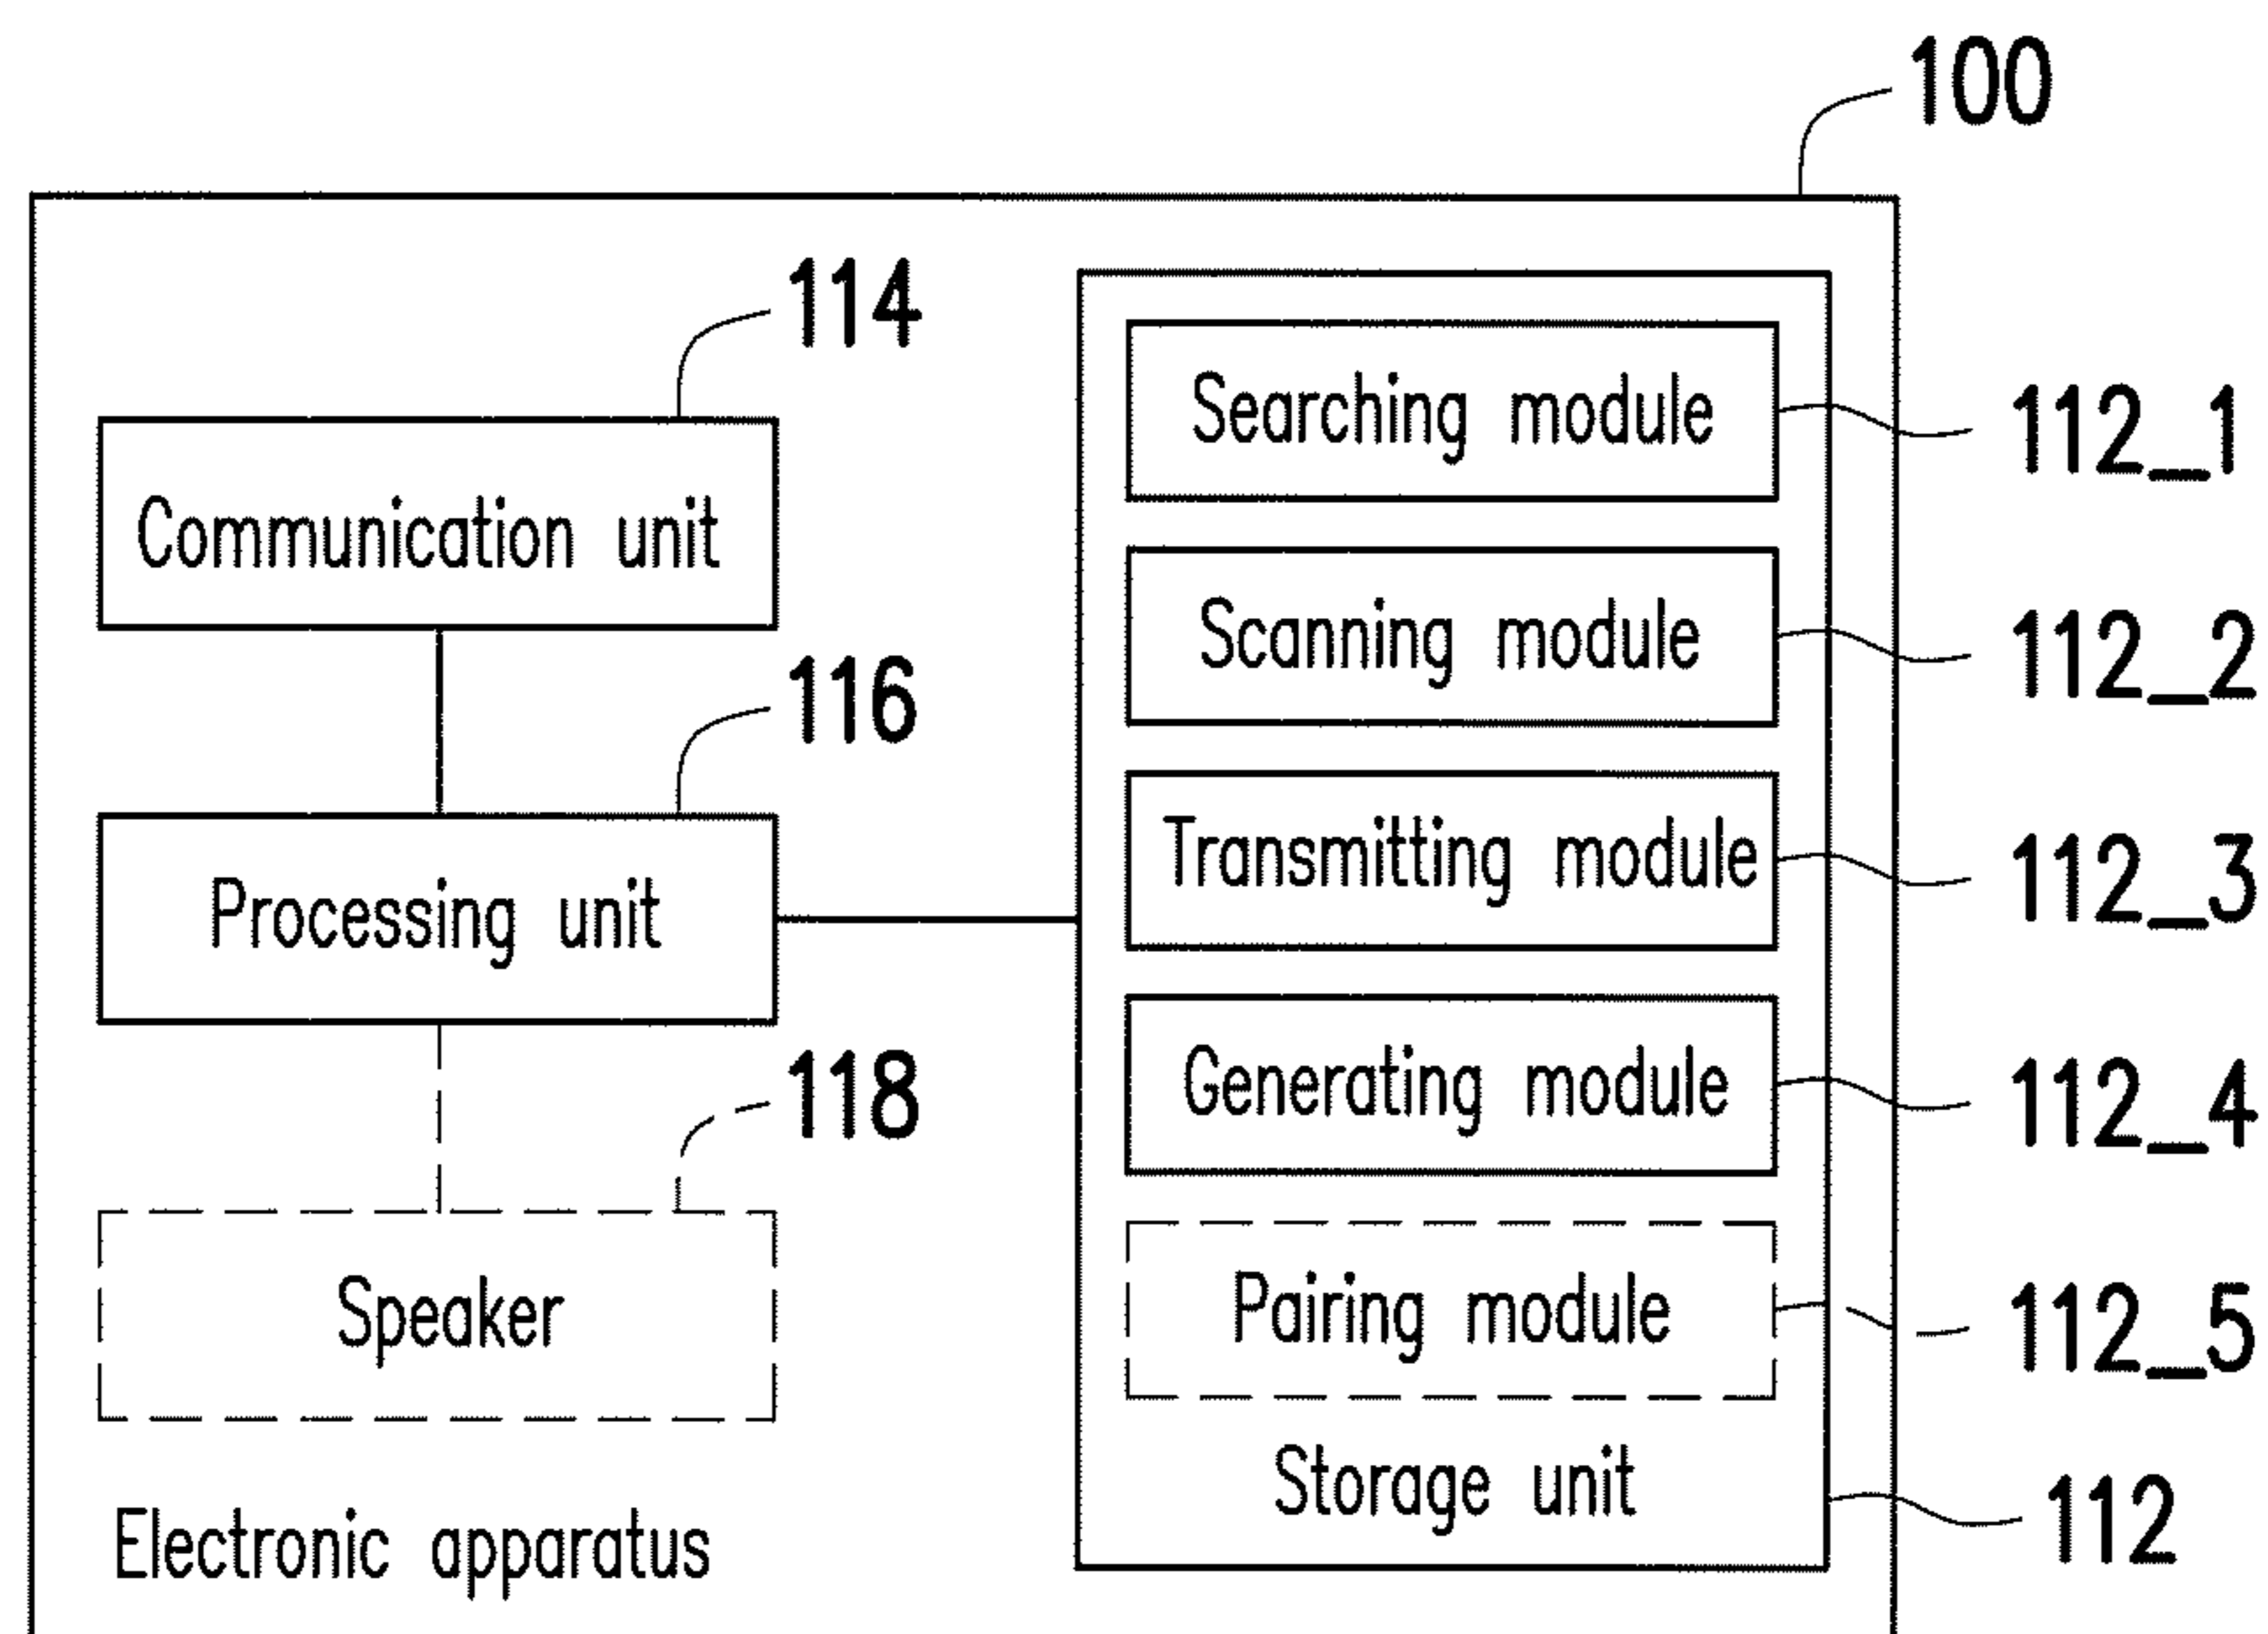 100
114
Communication unit
116
Processing unit
118
Speaker
Electronic apparatus
Searching module
112_1
Scanning module
112_2
Transmitting module
112_3
Generating module
112_4
Pairing module
112_5
Storage unit
112